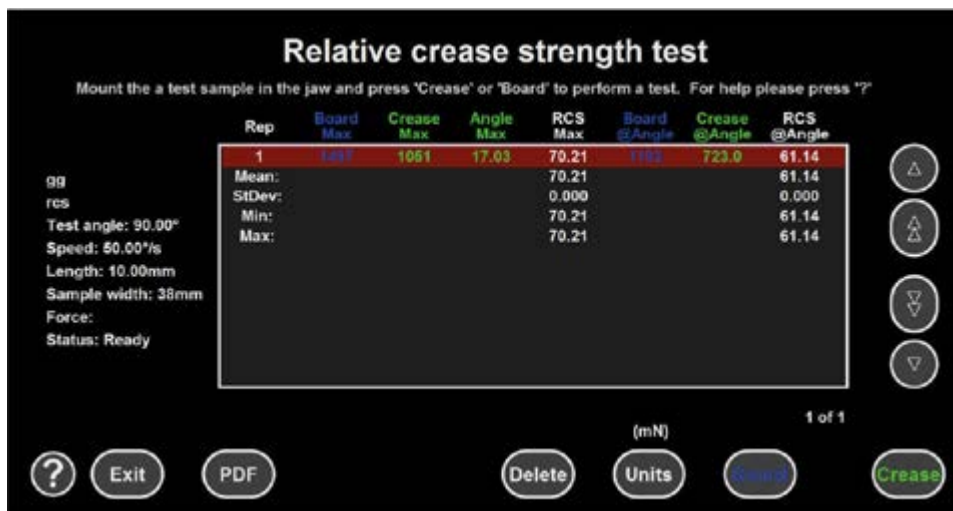 Relative crease strength test
Mount the a test sample in the jaw and press 'Crease' or 'Board' to perform a test. For help please press '?'
Rep Board Max Crease Max Angle Max RCS Max Board @Angle Crease @Angle RCS @Angle
1 1061 17.03 70.21 723.0 61.14
Mean: 70.21 61.14
StDev: 0.000 0.000
Min: 70.21 61.14
Max: 70.21 61.14
gg
rcs
Test angle: 90.00°
Speed: 50.00°/s
Length: 10.00mm
Sample width: 38mm
Force:
Status: Ready
1 of 1
(mN)
? Exit PDF Delete Units Board Crease